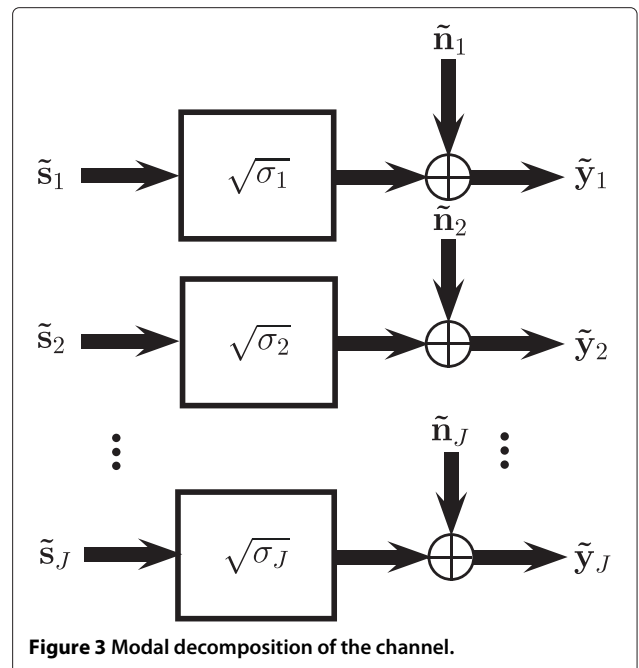 ñ₁
s̃₁ √σ₁ ỹ₁
ñ₂
s̃₂ √σ₂ ỹ₂
ñ_J
s̃_J √σ_J ỹ_J
Figure 3 Modal decomposition of the channel.